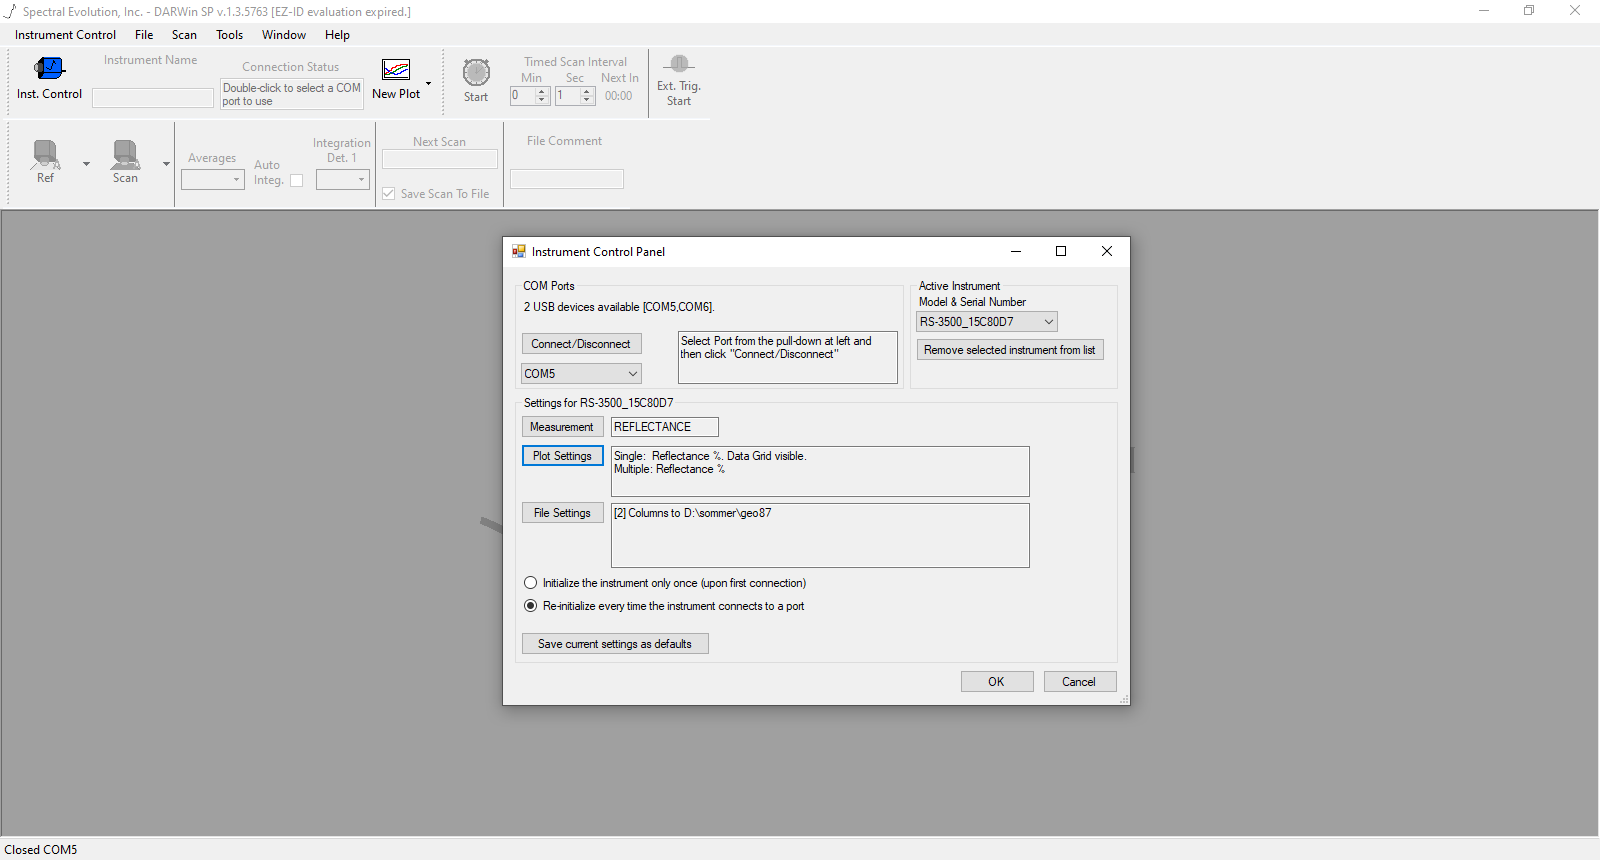 Spectral Evolution, Inc. - DARWin SP v.1.3.5763 [EZ-ID evaluation expired.]
Instrument Control File Scan Tools Window Help
Inst. Control
Instrument Name
Connection Status
Double-click to select a COM
port to use
New Plot
Start
Timed Scan Interval
Min Sec Next In
0 1 00:00
Ext. Trig.
Start
Ref
Scan
Averages
Auto
Integ.
Integration
Det. 1
Next Scan
Save Scan To File
File Comment
Instrument Control Panel
COM Ports
2 USB devices available [COM5,COM6].
Connect/Disconnect
COM5
Select Port from the pull-down at left and
then click "Connect/Disconnect"
Active Instrument
Model & Serial Number
RS-3500_15C80D7
Remove selected instrument from list
Settings for RS-3500_15C80D7
Measurement
REFLECTANCE
Plot Settings
Single: Reflectance %. Data Grid visible.
Multiple: Reflectance %
File Settings
[2] Columns to D:\sommer\geo87
Initialize the instrument only once (upon first connection)
Re-initialize every time the instrument connects to a port
Save current settings as defaults
OK
Cancel
Closed COM5